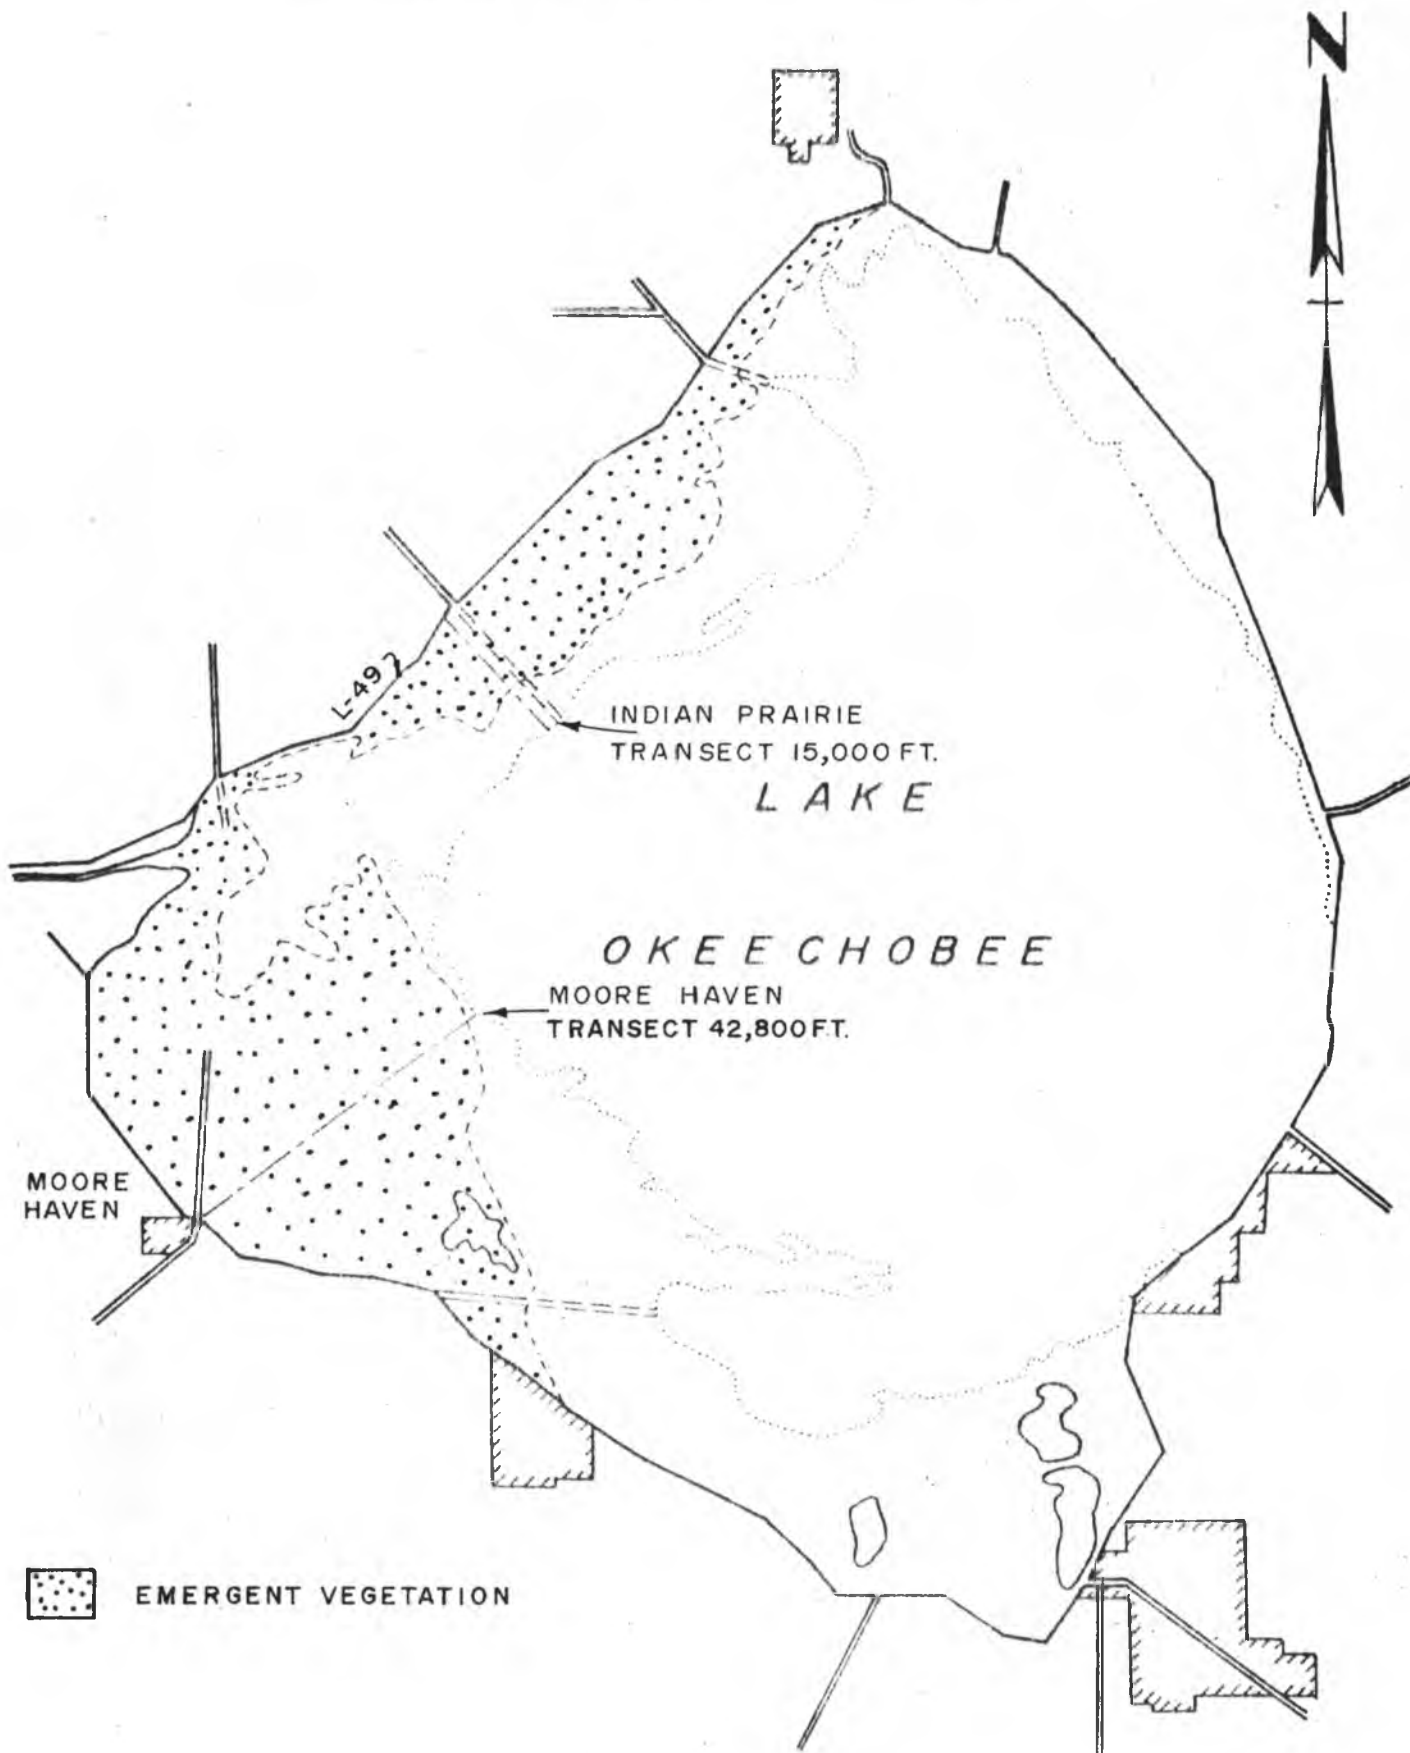 N
L-49
INDIAN PRAIRIE
TRANSECT 15,000 FT.
LAKE
OKEECHOBEE
MOORE HAVEN
TRANSECT 42,800 FT.
MOORE
HAVEN
EMERGENT VEGETATION